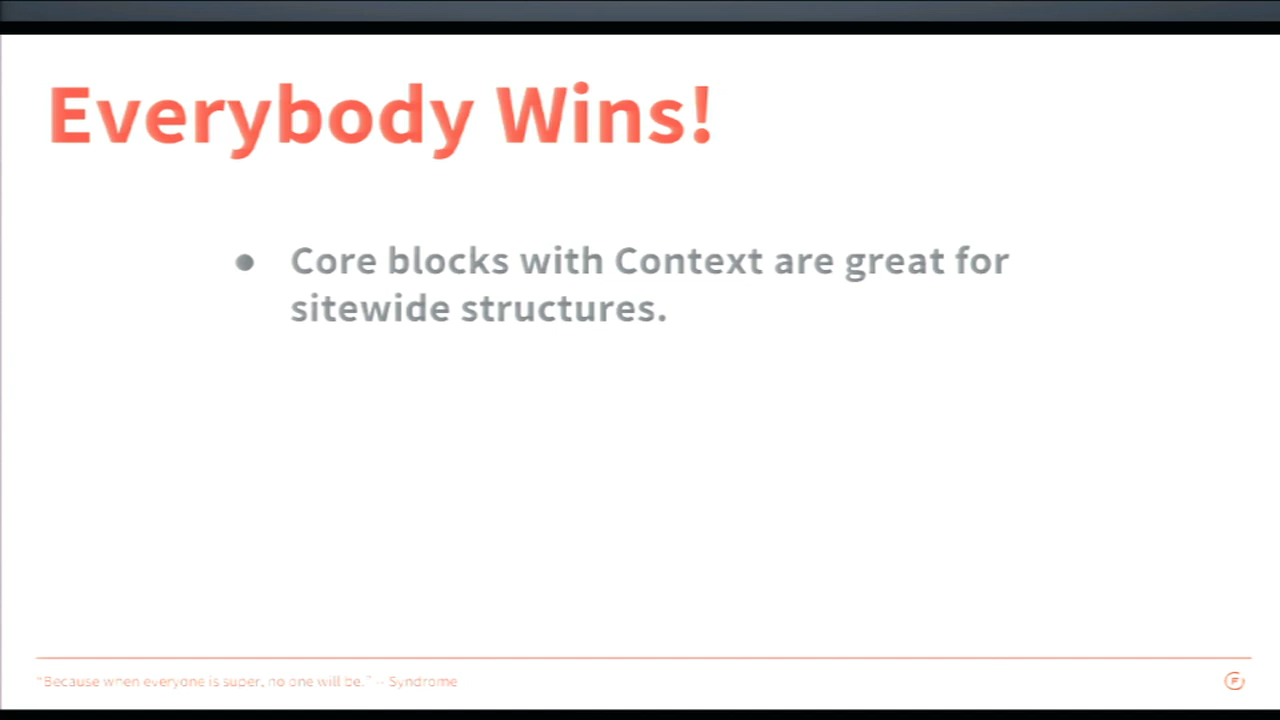 Everybody Wins!
● Core blocks with Context are great for
sitewide structures.
"Because when everyone is super, no one will be." - Syndrome
F